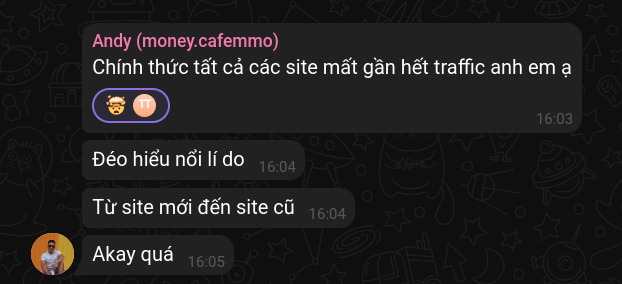 Andy (money.cafemmo)
Chính thức tất cả các site mất gần hết traffic anh em ạ
TT
16:03
Đéo hiểu nổi lí do 16:04
Từ site mới đến site cũ 16:04
Akay quá 16:05